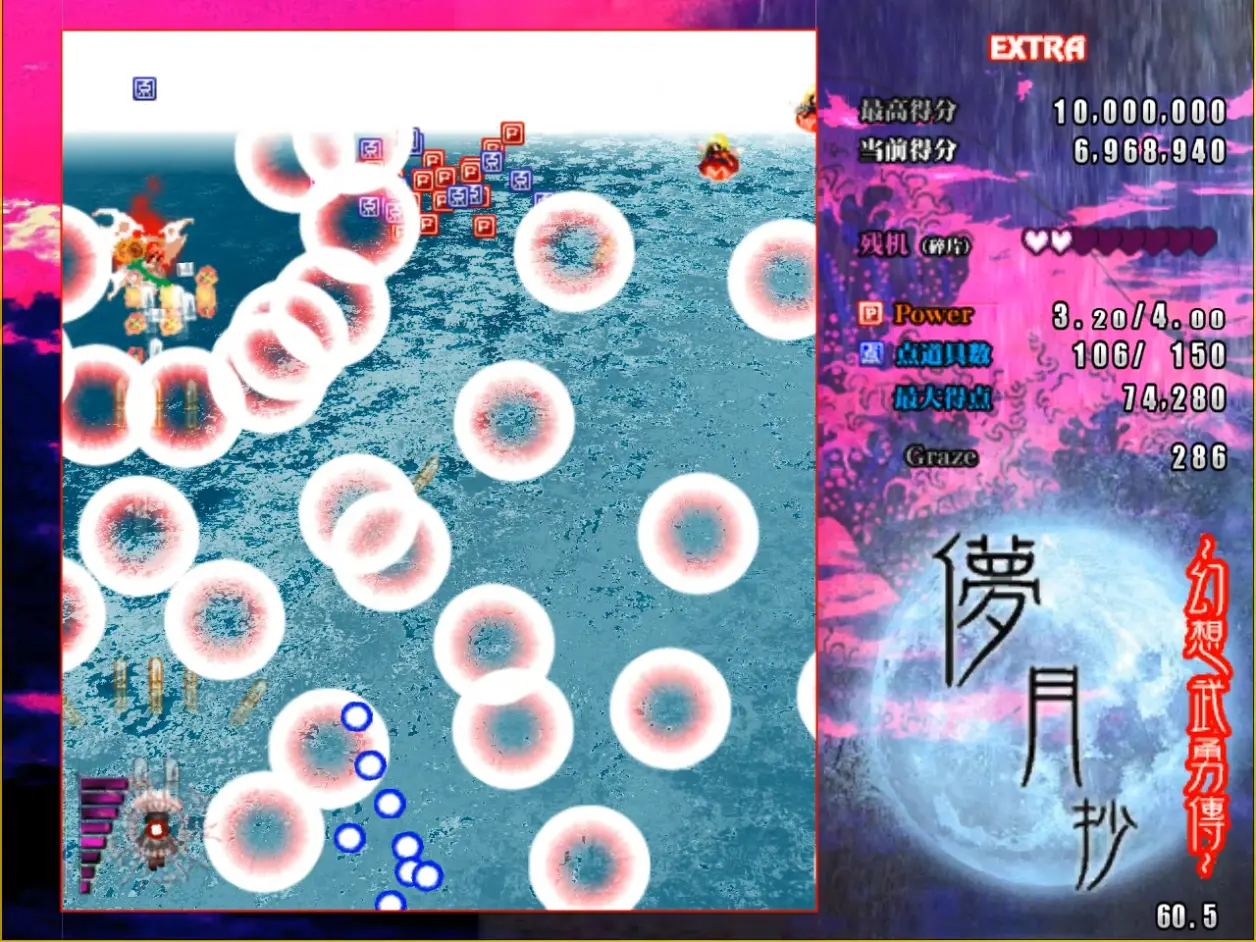 EXTRA
最高得分 10,000,000
当前得分 6,968,940
残机(碎片)
P Power 3.20/4.00
点 点道具数 106/ 150
最大得点 74,280
Graze 286
儚月抄
幻想武勇傳
60.5